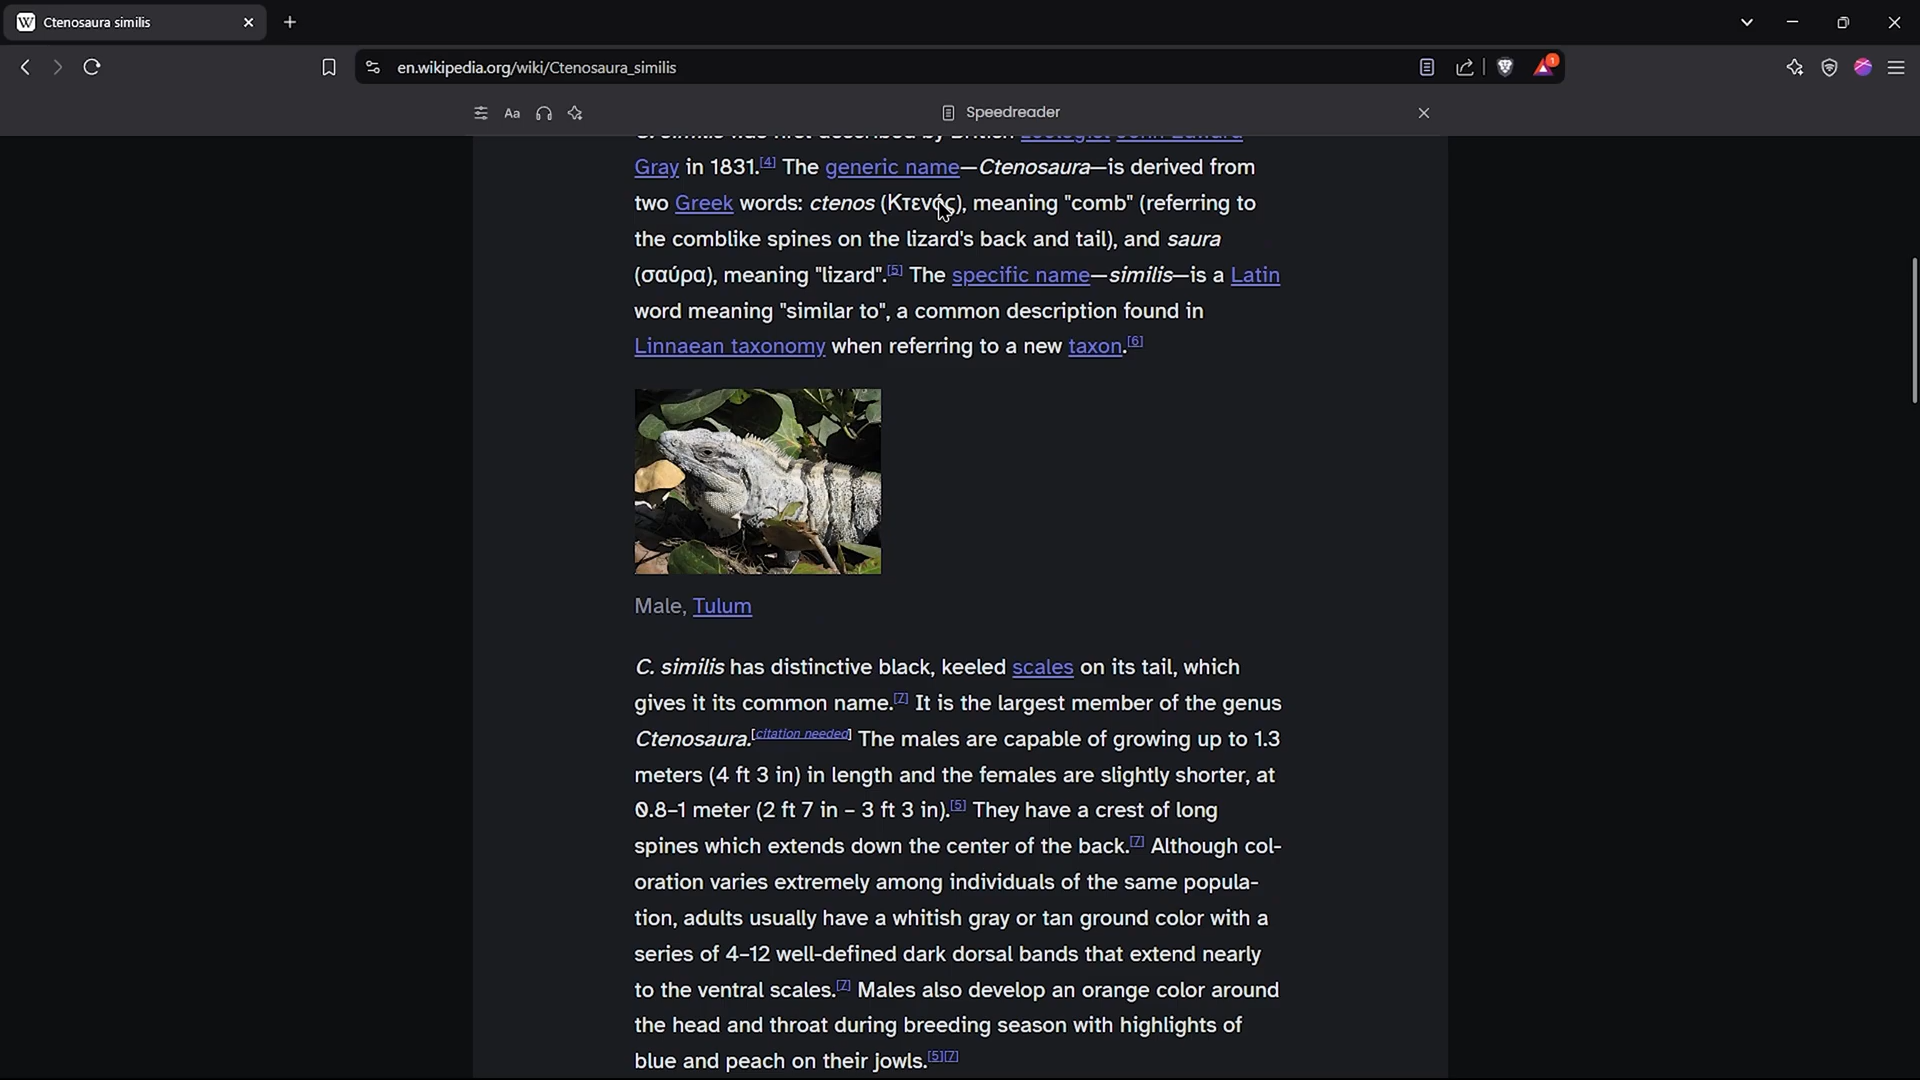 Ctenosaura similis
en.wikipedia.org/wiki/Ctenosaura_similis
1
Aa
Speedreader
C. similis was first described by British zoologist John Edward
Gray in 1831.[4] The generic name—Ctenosaura—is derived from
two Greek words: ctenos (Κτενός), meaning "comb" (referring to
the comblike spines on the lizard's back and tail), and saura
(σαύρα), meaning "lizard".[5] The specific name—similis—is a Latin
word meaning "similar to", a common description found in
Linnaean taxonomy when referring to a new taxon.[6]
Male, Tulum
C. similis has distinctive black, keeled scales on its tail, which
gives it its common name.[7] It is the largest member of the genus
Ctenosaura.[citation needed] The males are capable of growing up to 1.3
meters (4 ft 3 in) in length and the females are slightly shorter, at
0.8–1 meter (2 ft 7 in – 3 ft 3 in).[5] They have a crest of long
spines which extends down the center of the back.[7] Although col-
oration varies extremely among individuals of the same popula-
tion, adults usually have a whitish gray or tan ground color with a
series of 4–12 well-defined dark dorsal bands that extend nearly
to the ventral scales.[7] Males also develop an orange color around
the head and throat during breeding season with highlights of
blue and peach on their jowls.[5][7]